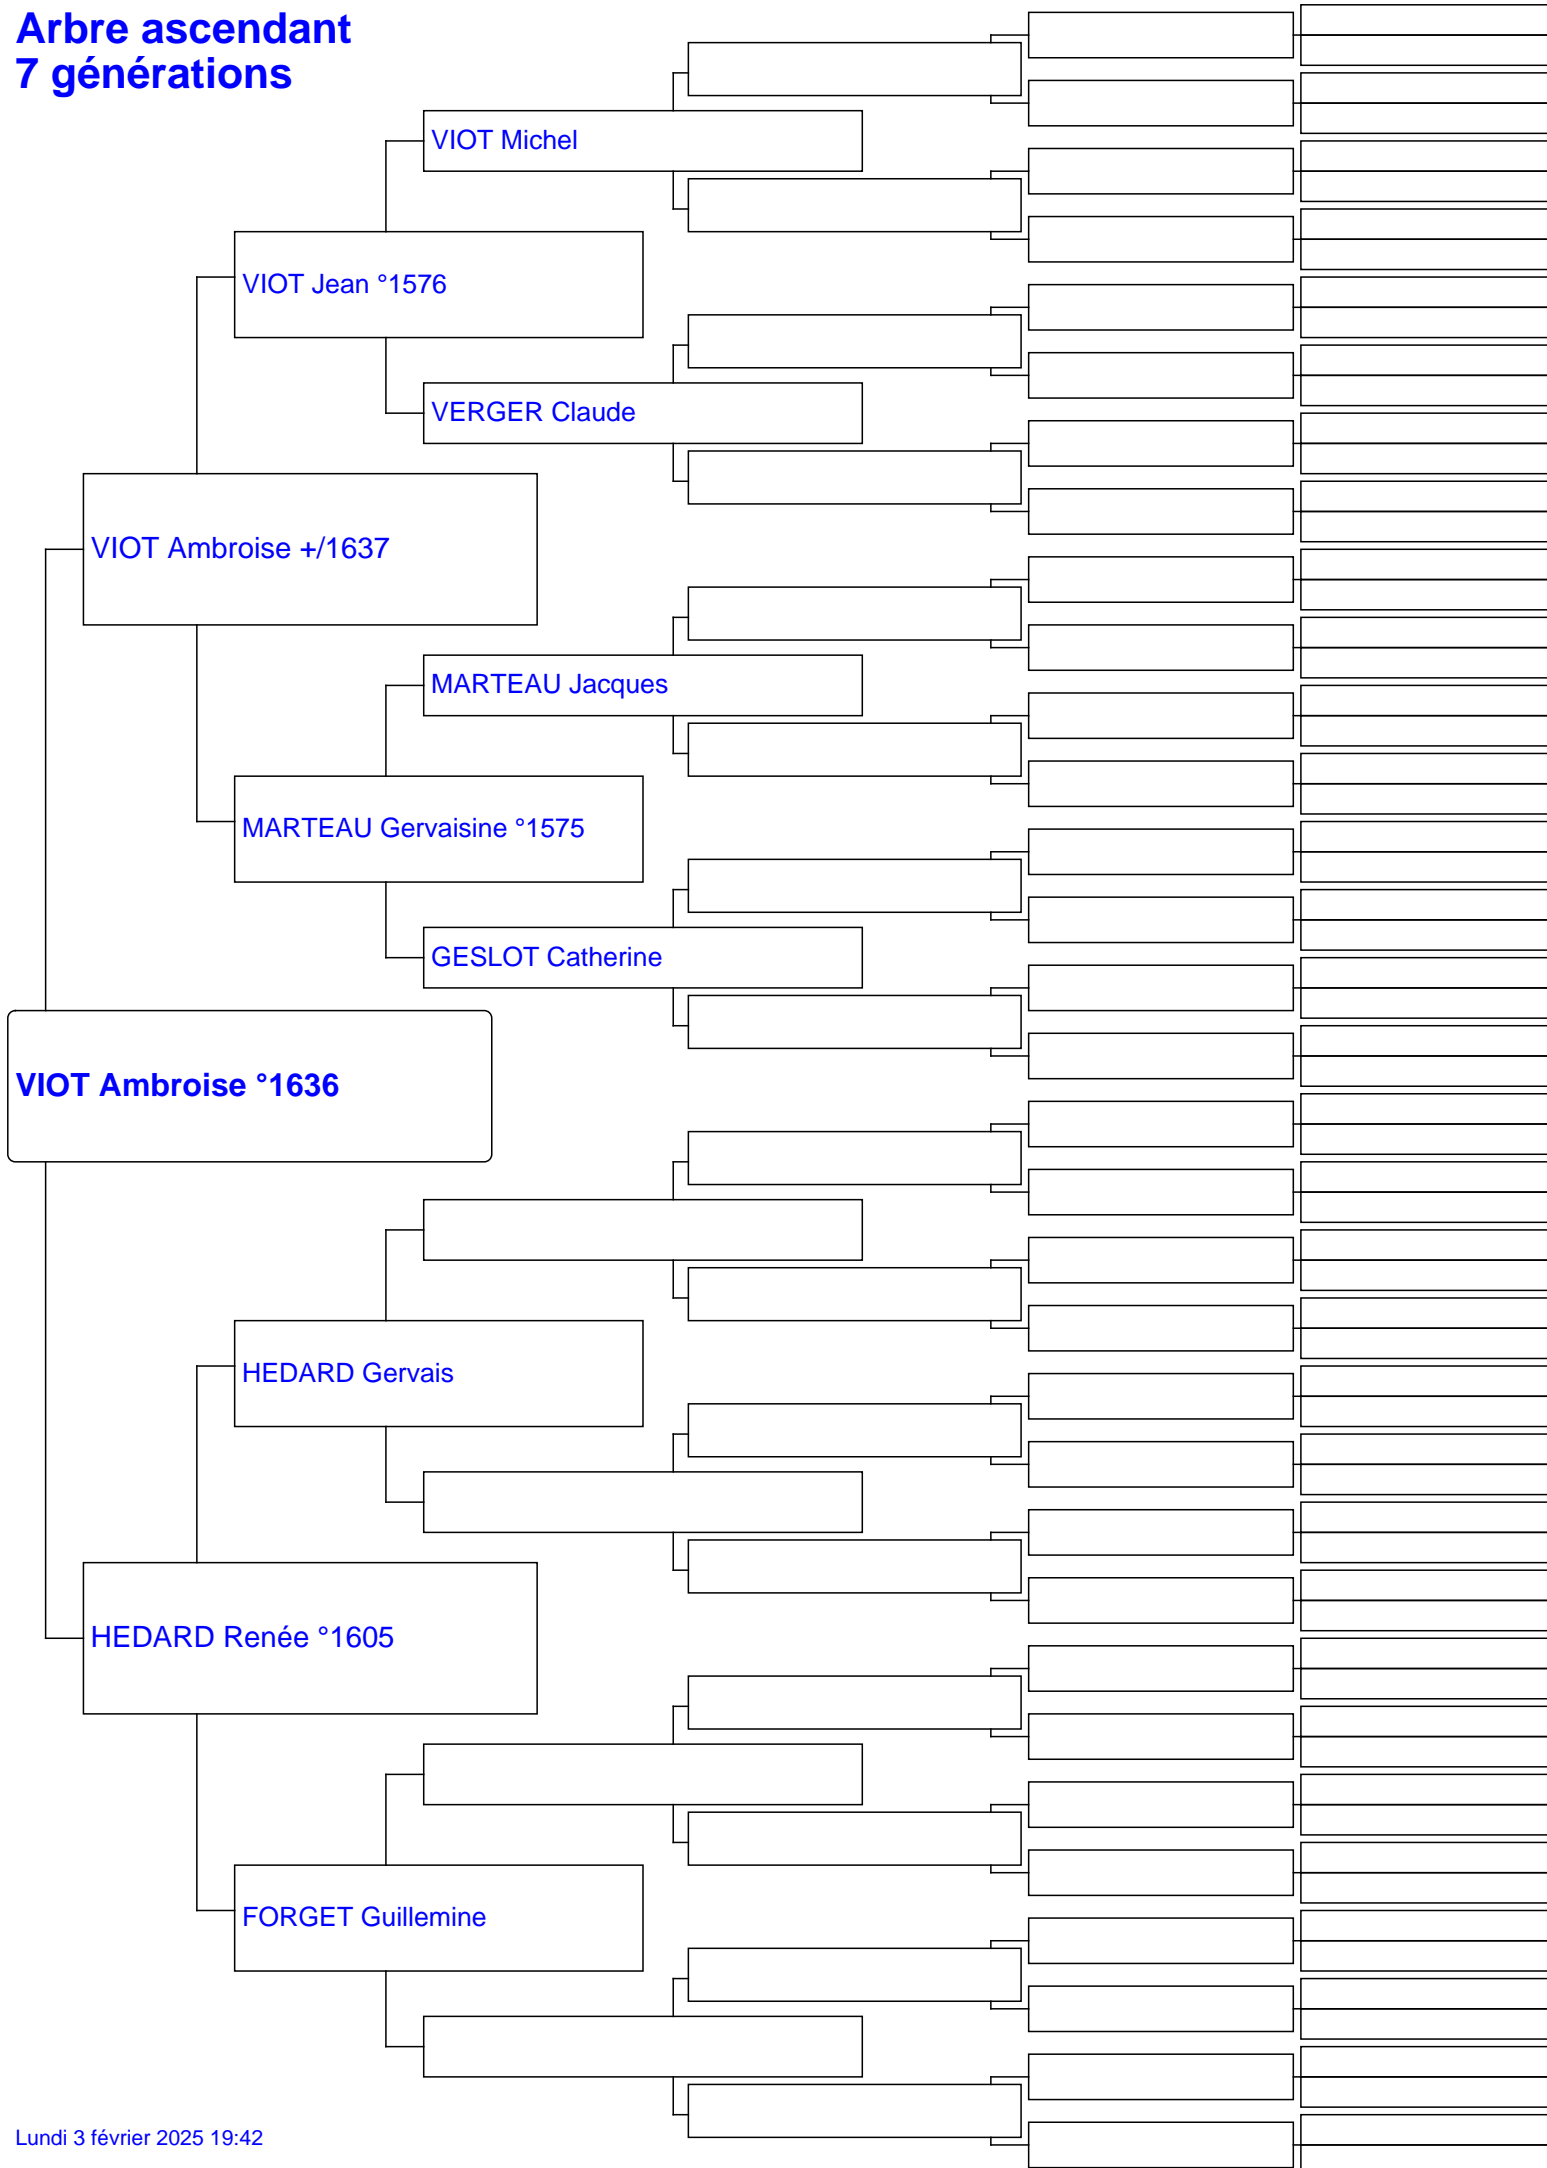 Arbre ascendant
7 générations
VIOT Michel
VIOT Jean °1576
VERGER Claude
VIOT Ambroise +/1637
MARTEAU Jacques
MARTEAU Gervaisine °1575
GESLOT Catherine
VIOT Ambroise °1636
HEDARD Gervais
HEDARD Renée °1605
FORGET Guillemine
Lundi 3 février 2025 19:42